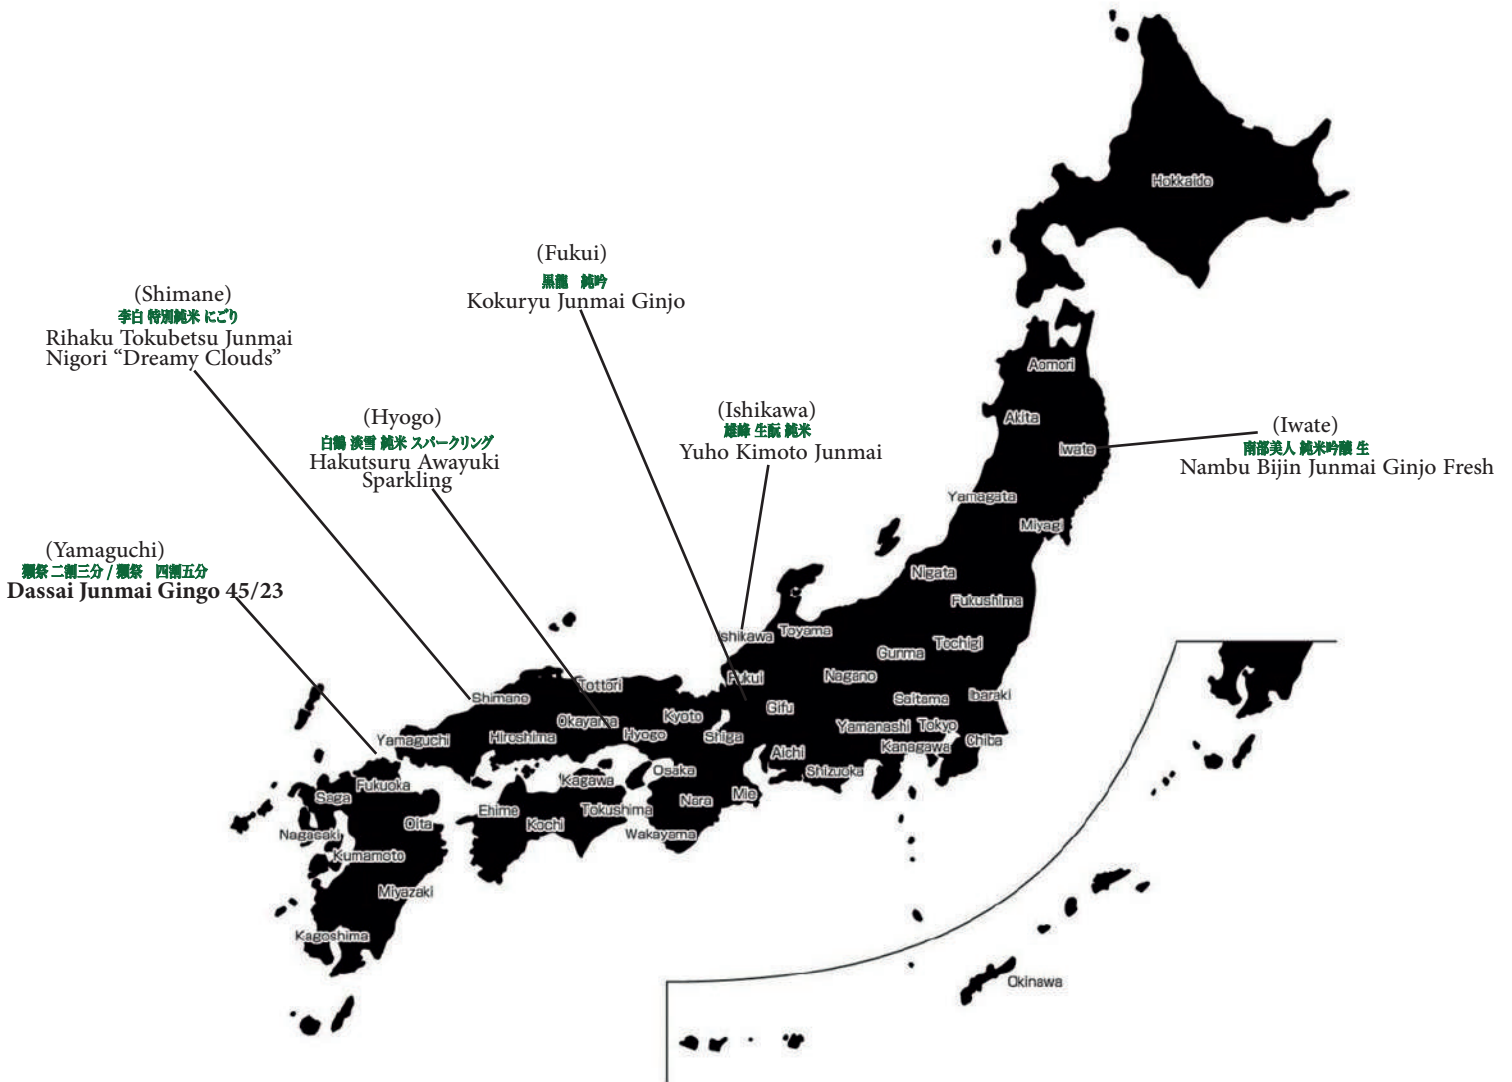 (Fukui)
黒龍 純吟
Kokuryu Junmai Ginjo
(Shimane)
李白 特別純米 にごり
Rihaku Tokubetsu Junmai
Nigori “Dreamy Clouds”
(Hyogo)
白鶴 淡雪 純米 スパークリング
Hakutsuru Awayuki
Sparkling
(Ishikawa)
雄峰 生酛 純米
Yuho Kimoto Junmai
(Iwate)
南部美人 純米吟醸 生
Nambu Bijin Junmai Ginjo Fresh
(Yamaguchi)
獺祭 二割三分 / 獺祭 四割五分
Dassai Junmai Gingo 45/23
Hokkaido
Aomori
Akita
Iwate
Yamagata
Miyagi
Nigata
Fukushima
Ishikawa
Toyama
Tochigi
Gunma
Fukui
Nagano
Saitama
Ibaraki
Gifu
Tottori
Shimane
Okayama
Kyoto
Yamanashi
Tokyo
Yamaguchi
Hiroshima
Hyogo
Shiga
Kanagawa
Chiba
Aichi
Shizuoka
Osaka
Kagawa
Fukuoka
Saga
Nara
Mie
Ehime
Tokushima
Oita
Kochi
Nagasaki
Wakayama
Kumamoto
Miyazaki
Kagoshima
Okinawa